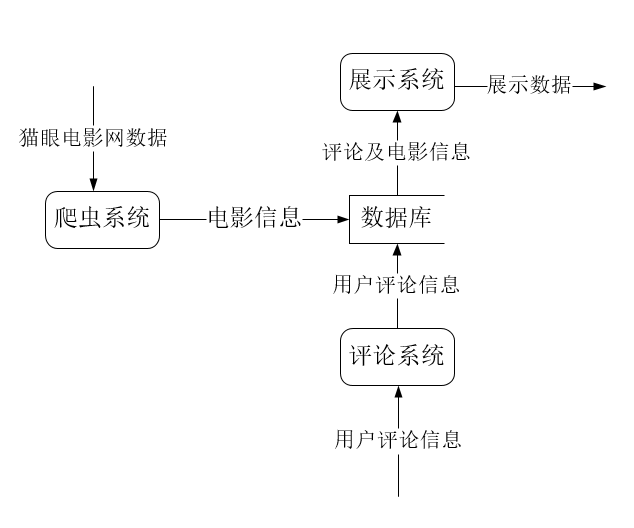 展示系统
展示数据
猫眼电影网数据
评论及电影信息
爬虫系统
电影信息
数据库
用户评论信息
评论系统
用户评论信息